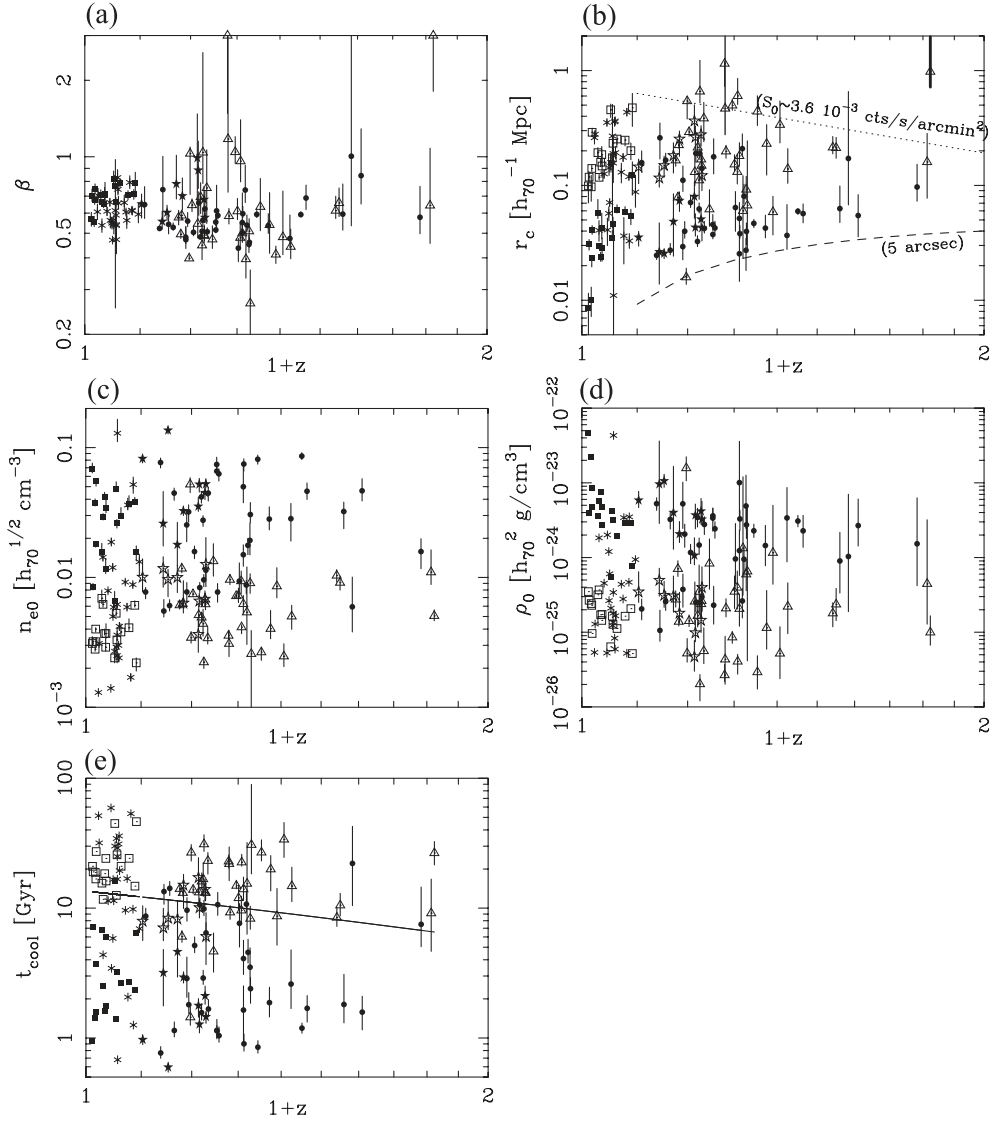 (a)
2
1
0.5
0.2
β
1
2
1+z
(b)
1
0.1
0.01
r_c [h_70^−1 Mpc]
(S_0~3.6 10^−3 cts/s/arcmin^2)
(5 arcsec)
1
2
1+z
(c)
0.1
0.01
10^−3
n_e0 [h_70^1/2 cm^−3]
1
2
1+z
(d)
10^−22
10^−23
10^−24
10^−25
10^−26
ρ_0 [h_70^2 g/cm^3]
1
2
1+z
(e)
100
10
1
t_cool [Gyr]
1
2
1+z